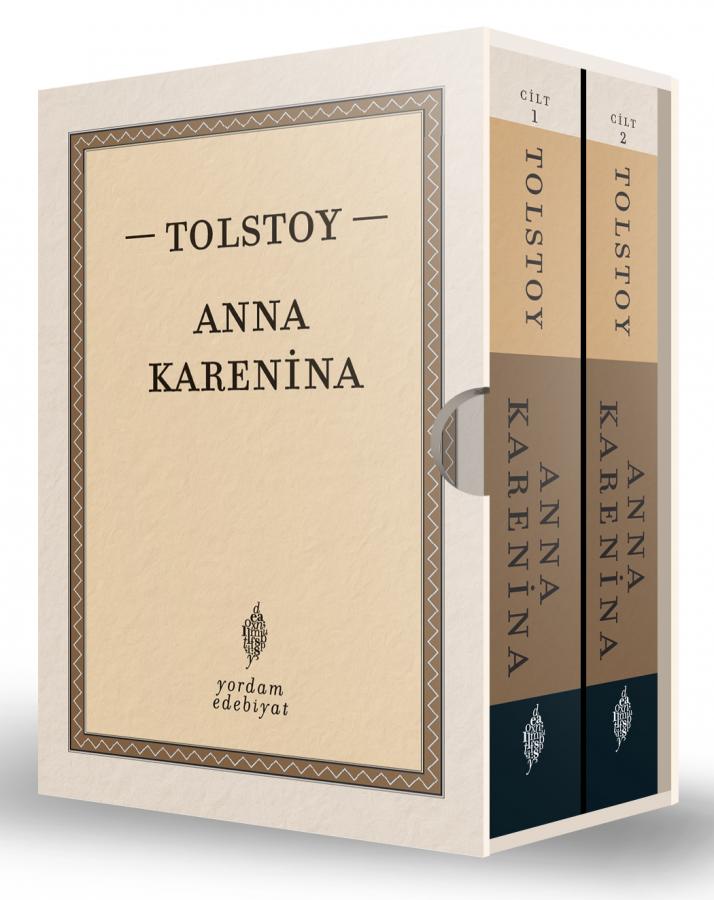 — TOLSTOY —
ANNA
KARENİNA
yordam
edebiyat
CİLT
1
TOLSTOY
ANNA
KARENİNA
CİLT
2
TOLSTOY
ANNA
KARENİNA